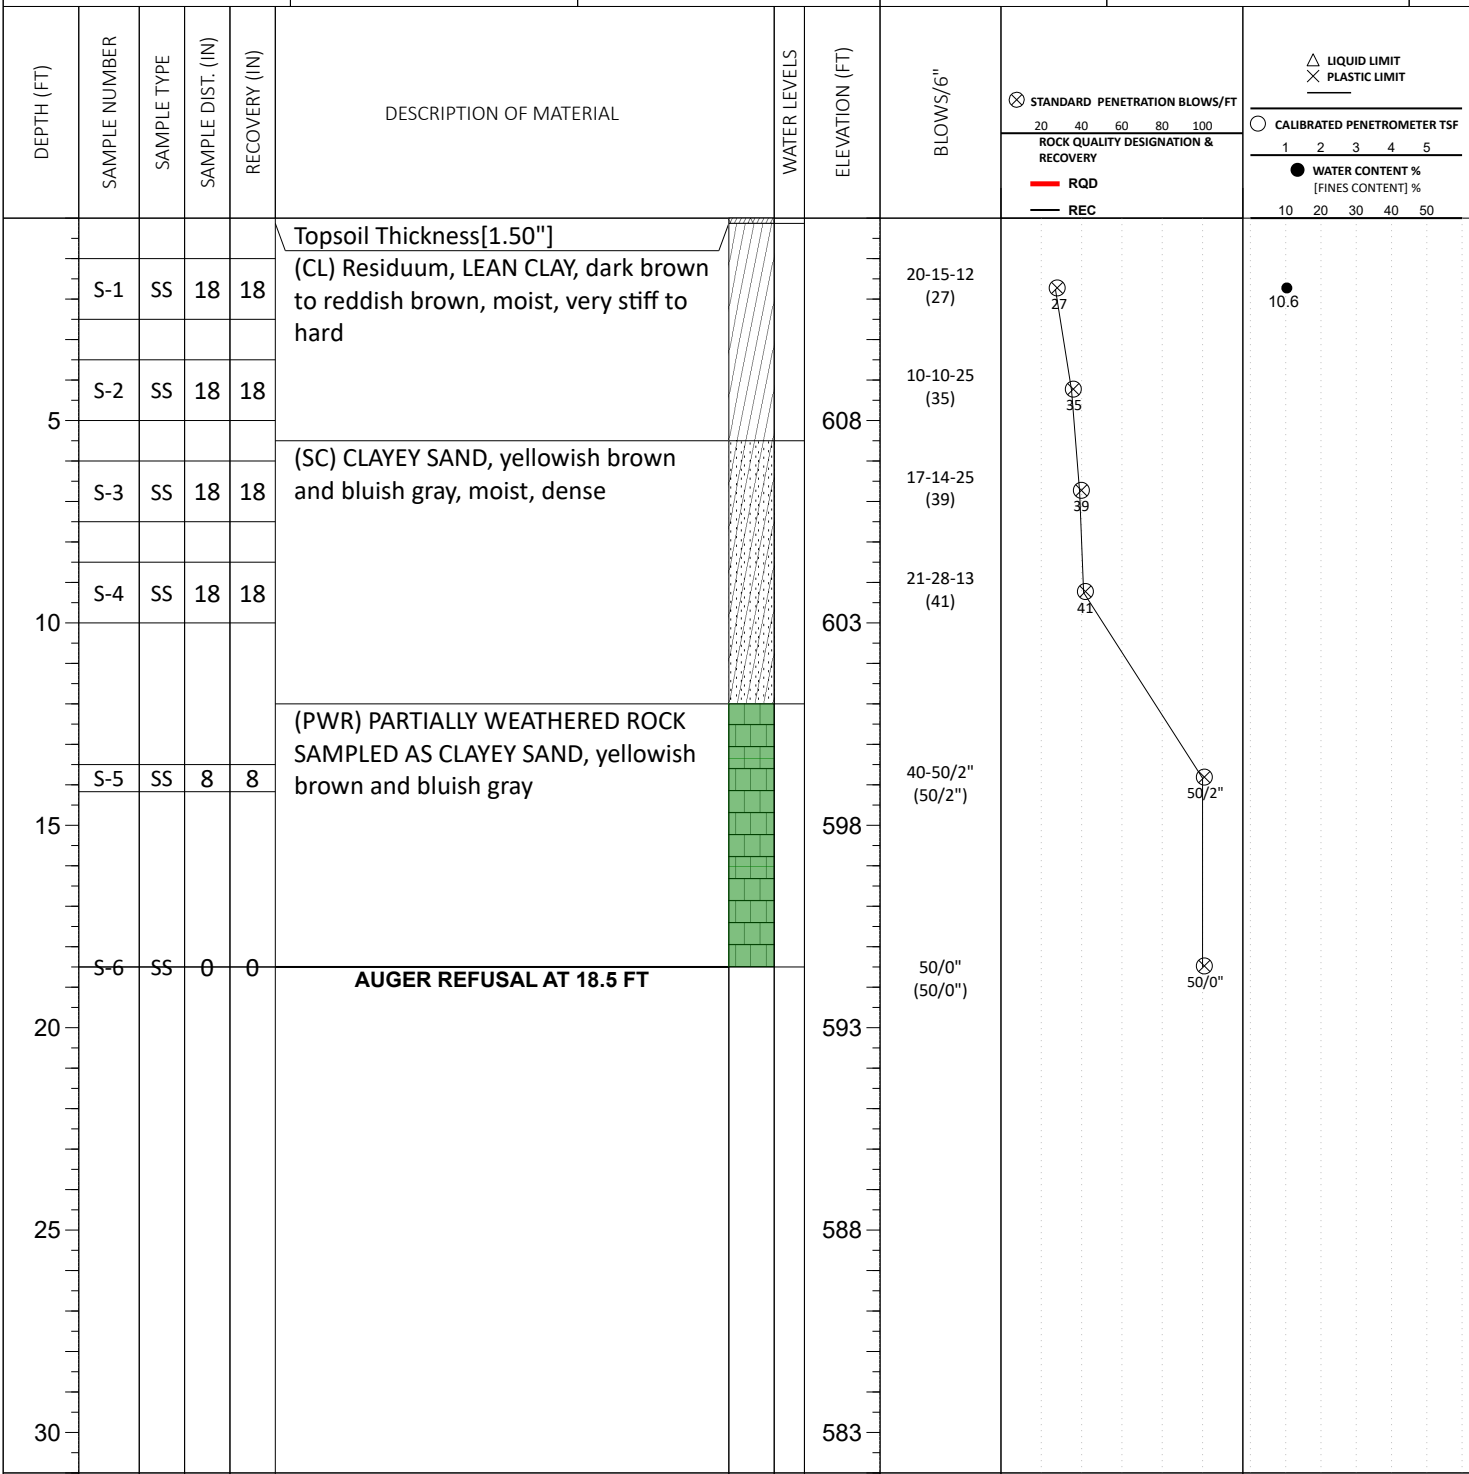 DEPTH (FT)
SAMPLE NUMBER
SAMPLE TYPE
SAMPLE DIST. (IN)
RECOVERY (IN)
DESCRIPTION OF MATERIAL
WATER LEVELS
ELEVATION (FT)
BLOWS/6"
STANDARD PENETRATION BLOWS/FT
20 40 60 80 100
ROCK QUALITY DESIGNATION &
RECOVERY
RQD
REC
LIQUID LIMIT
PLASTIC LIMIT
CALIBRATED PENETROMETER TSF
1 2 3 4 5
WATER CONTENT %
[FINES CONTENT] %
10 20 30 40 50
Topsoil Thickness[1.50"]
(CL) Residuum, LEAN CLAY, dark brown
to reddish brown, moist, very stiff to
hard
S-1 SS 18 18
20-15-12
(27)
27
10.6
S-2 SS 18 18
10-10-25
(35)
35
5
608
(SC) CLAYEY SAND, yellowish brown
and bluish gray, moist, dense
S-3 SS 18 18
17-14-25
(39)
39
S-4 SS 18 18
21-28-13
(41)
41
10
603
(PWR) PARTIALLY WEATHERED ROCK
SAMPLED AS CLAYEY SAND, yellowish
brown and bluish gray
S-5 SS 8 8
40-50/2"
(50/2")
50/2"
15
598
S-6 SS 0 0
AUGER REFUSAL AT 18.5 FT
50/0"
(50/0")
50/0"
20
593
25
588
30
583